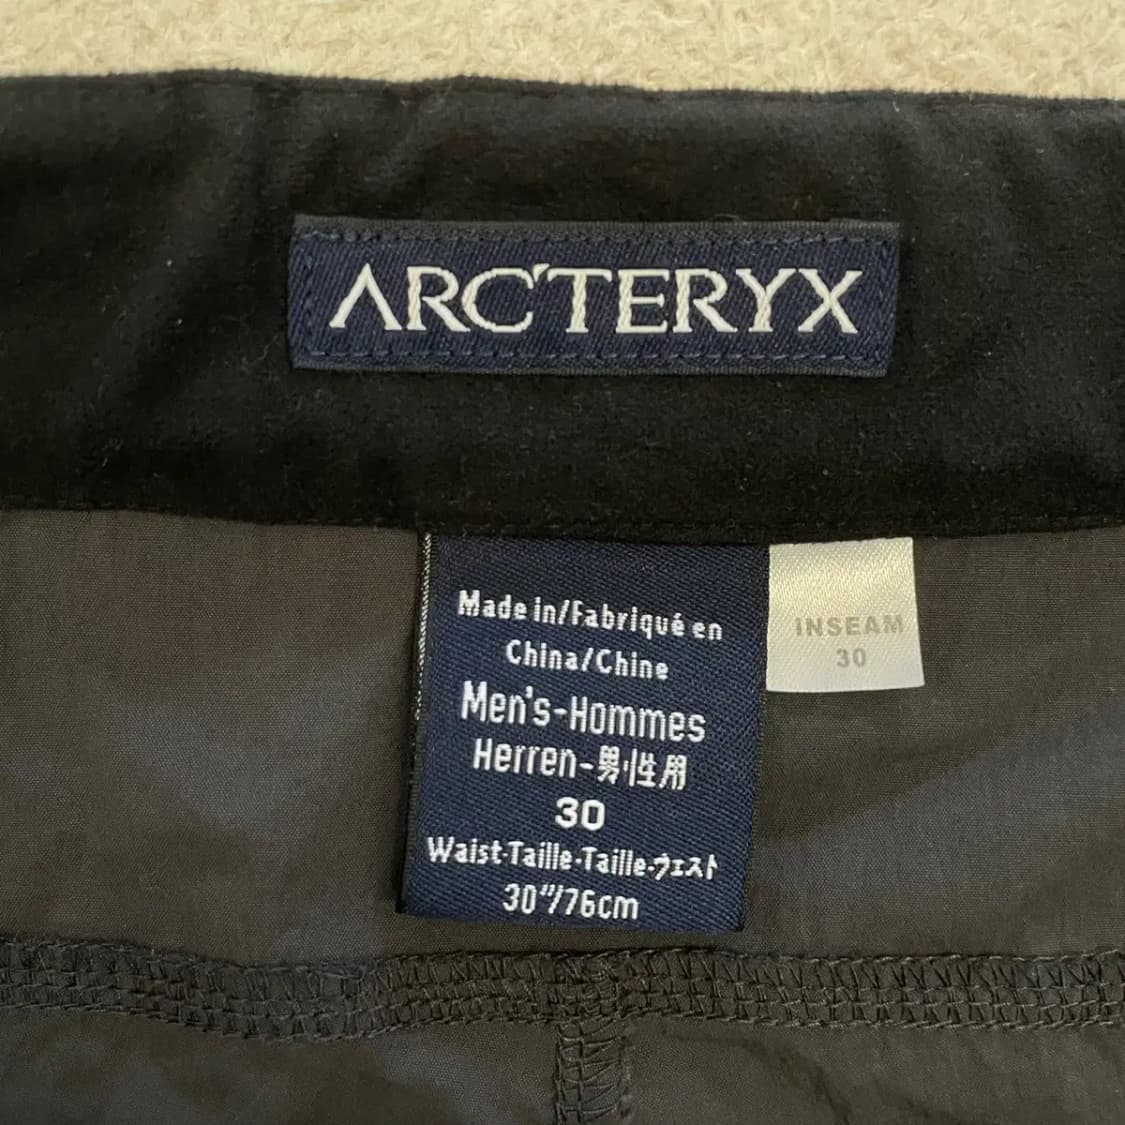 ARC'TERYX
Made in/Fabriqué en
China/Chine
Men's-Hommes
Herren-男性用
30
Waist-Taille-Taille-ウェスト
30"/76cm
INSEAM
30